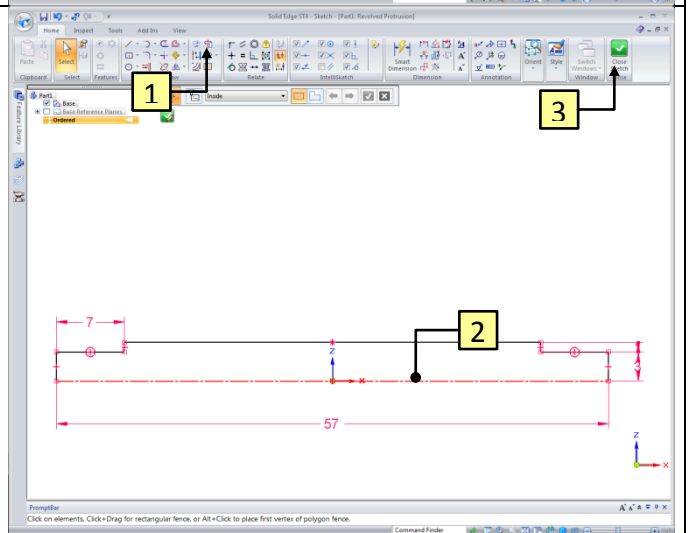 Solid Edge ST4 - Sketch - [Part1: Revolved Protrusion]
Home Inspect Tools Add Ins View
Paste Select Smart Dimension Orient Style Switch Windows Close Sketch
Clipboard Select Features Relate IntelliSketch Dimension Annotation Window
1
3
Part1 Inside
Base
Base Reference Planes
Ordered
Feature Library
7
2
Z
X
57
Z
X
PromptBar
Click on elements. Click+Drag for rectangular fence, or Alt+Click to place first vertex of polygon fence.
Command Finder